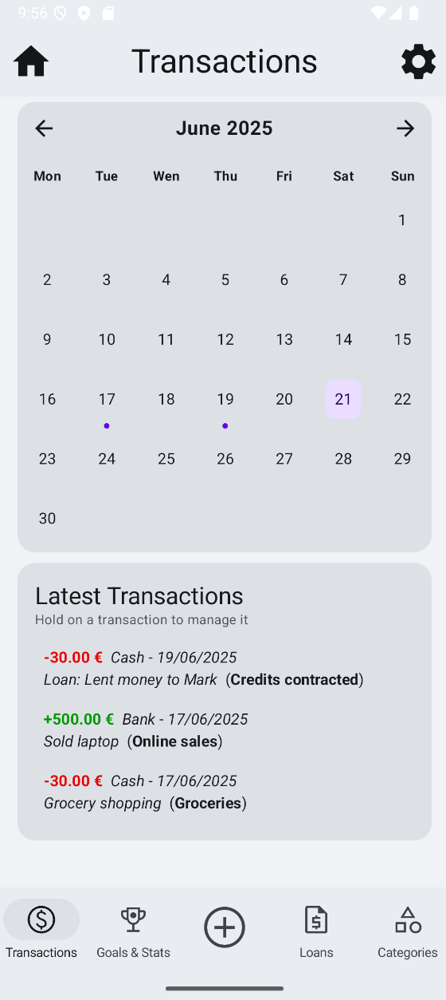 9:56
Transactions
June 2025
Mon Tue Wen Thu Fri Sat Sun
1
2 3 4 5 6 7 8
9 10 11 12 13 14 15
16 17 18 19 20 21 22
23 24 25 26 27 28 29
30
Latest Transactions
Hold on a transaction to manage it
-30.00 € Cash - 19/06/2025
Loan: Lent money to Mark (Credits contracted)
+500.00 € Bank - 17/06/2025
Sold laptop (Online sales)
-30.00 € Cash - 17/06/2025
Grocery shopping (Groceries)
Transactions Goals & Stats Loans Categories